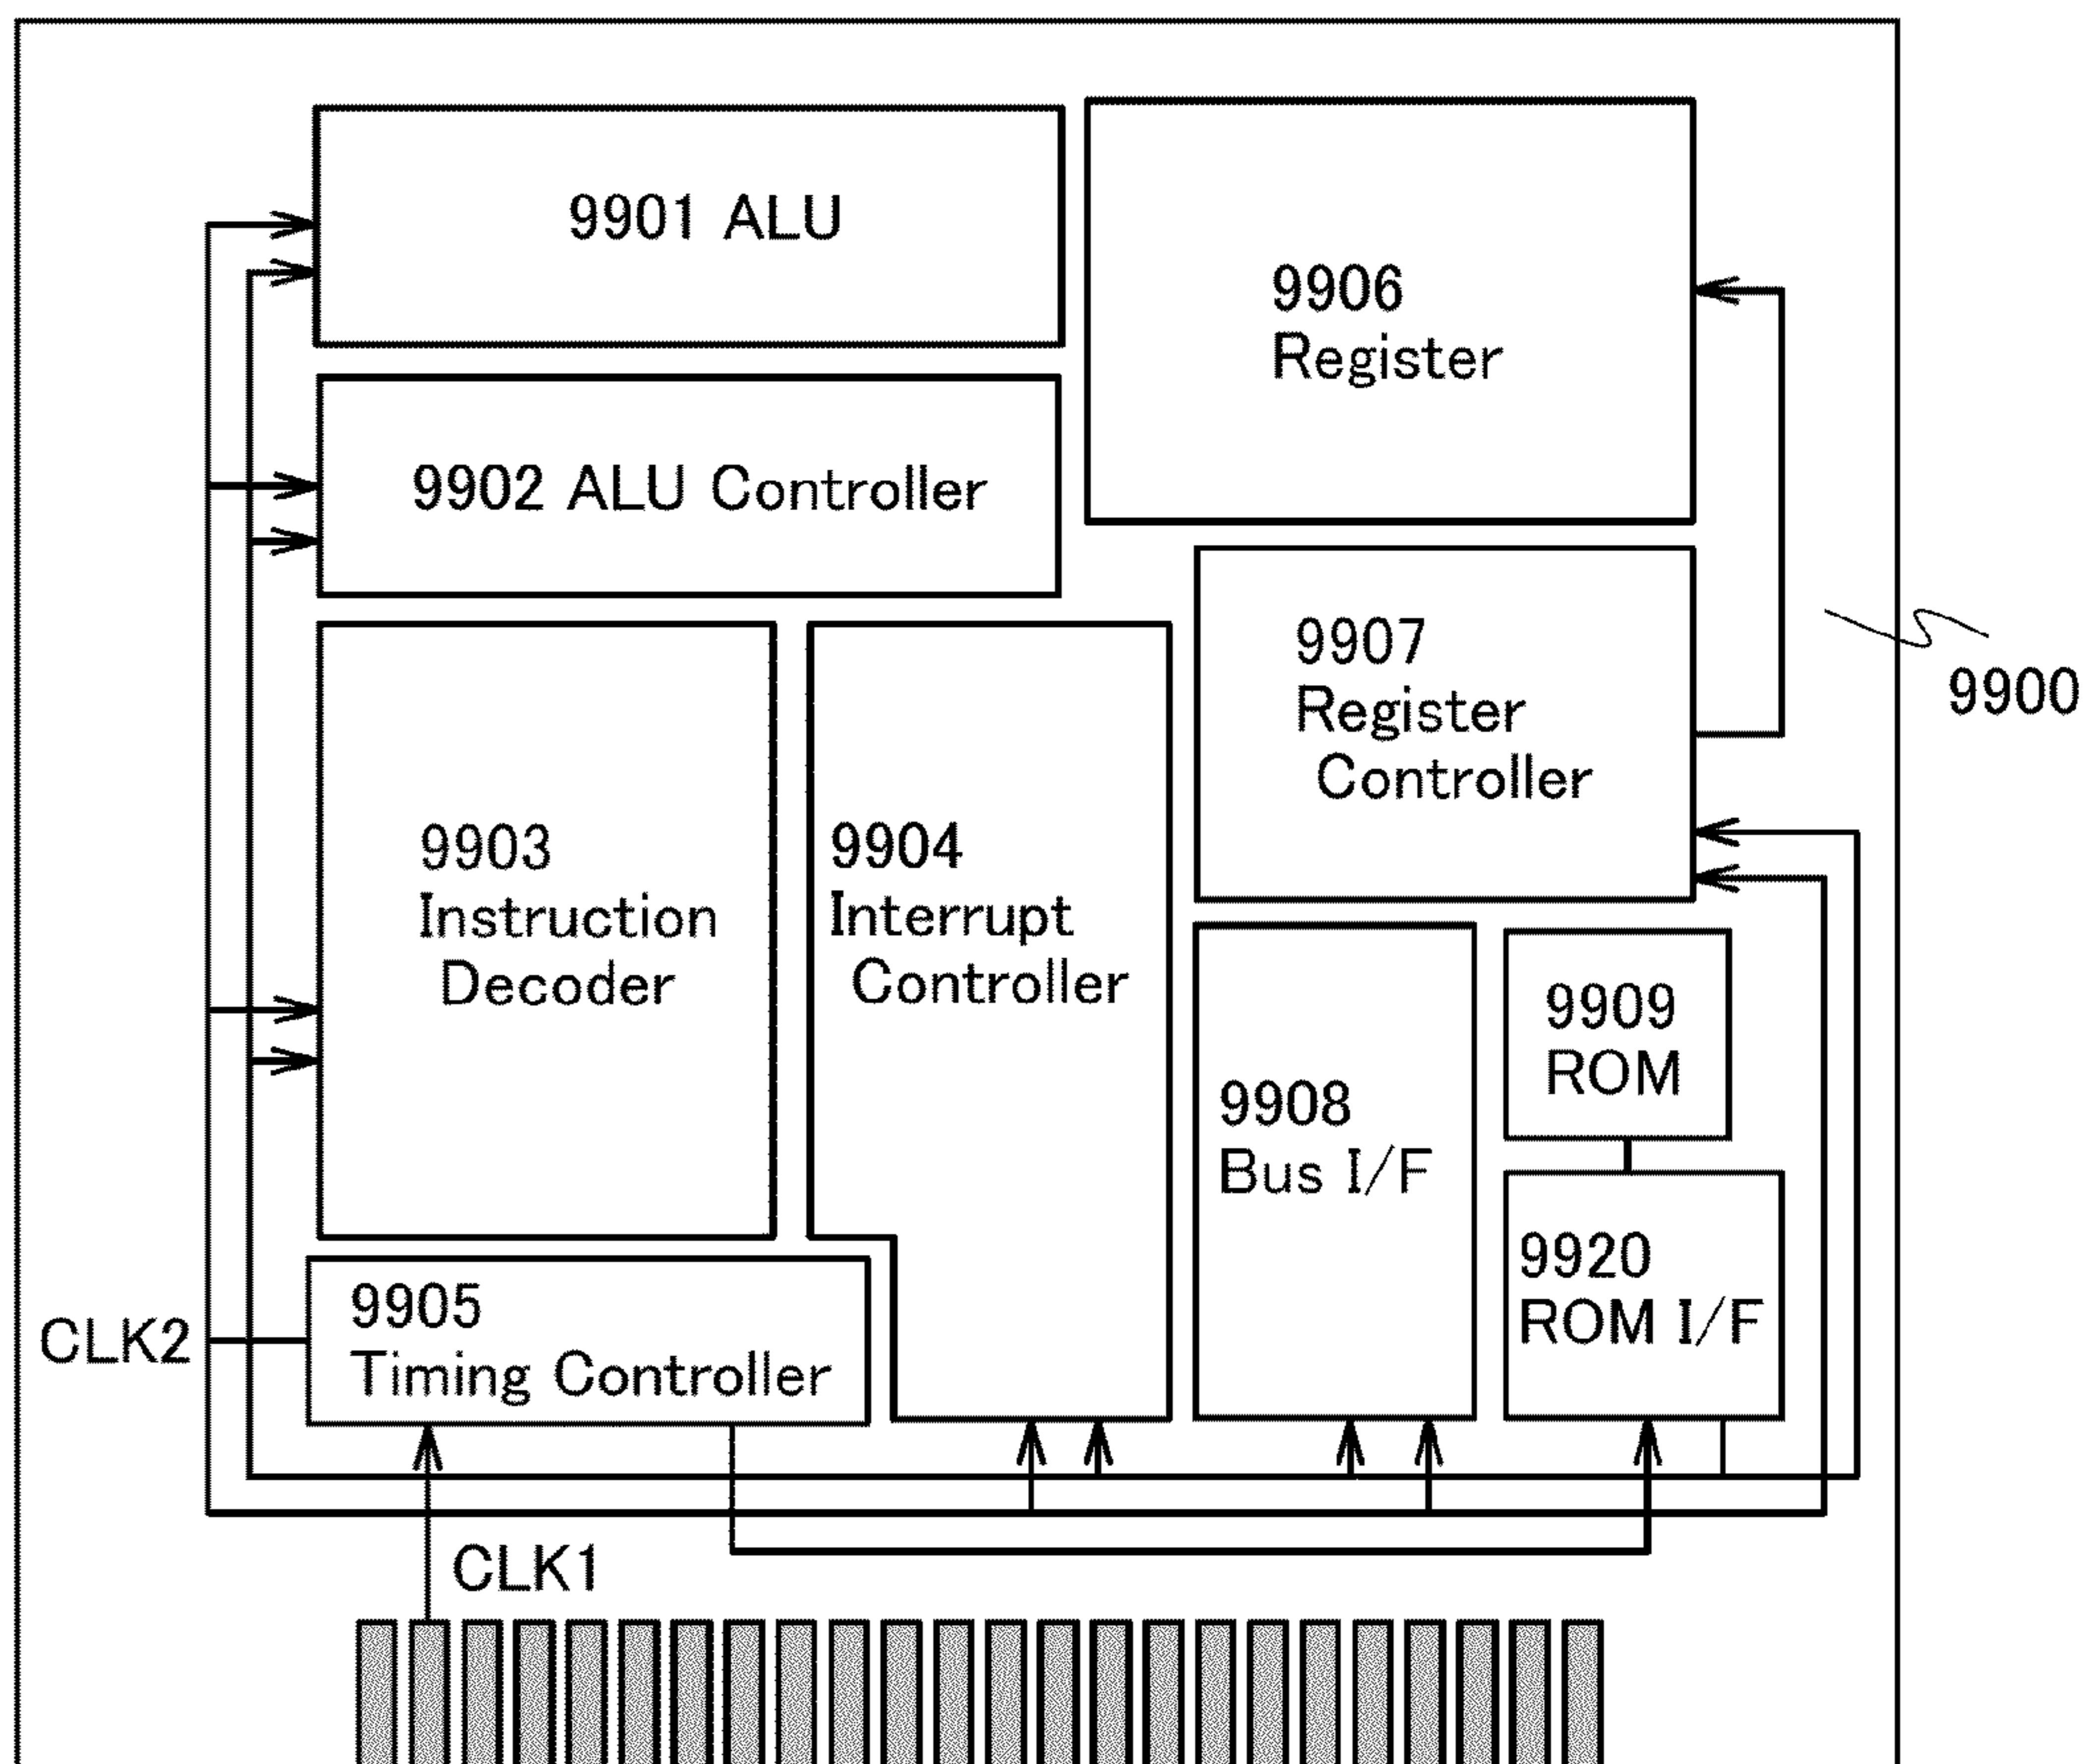 9901 ALU
9906
Register
9902 ALU Controller
9907
Register
Controller
9900
9903
Instruction
Decoder
9904
Interrupt
Controller
9909
ROM
9908
Bus I/F
9920
ROM I/F
9905
Timing Controller
CLK2
CLK1